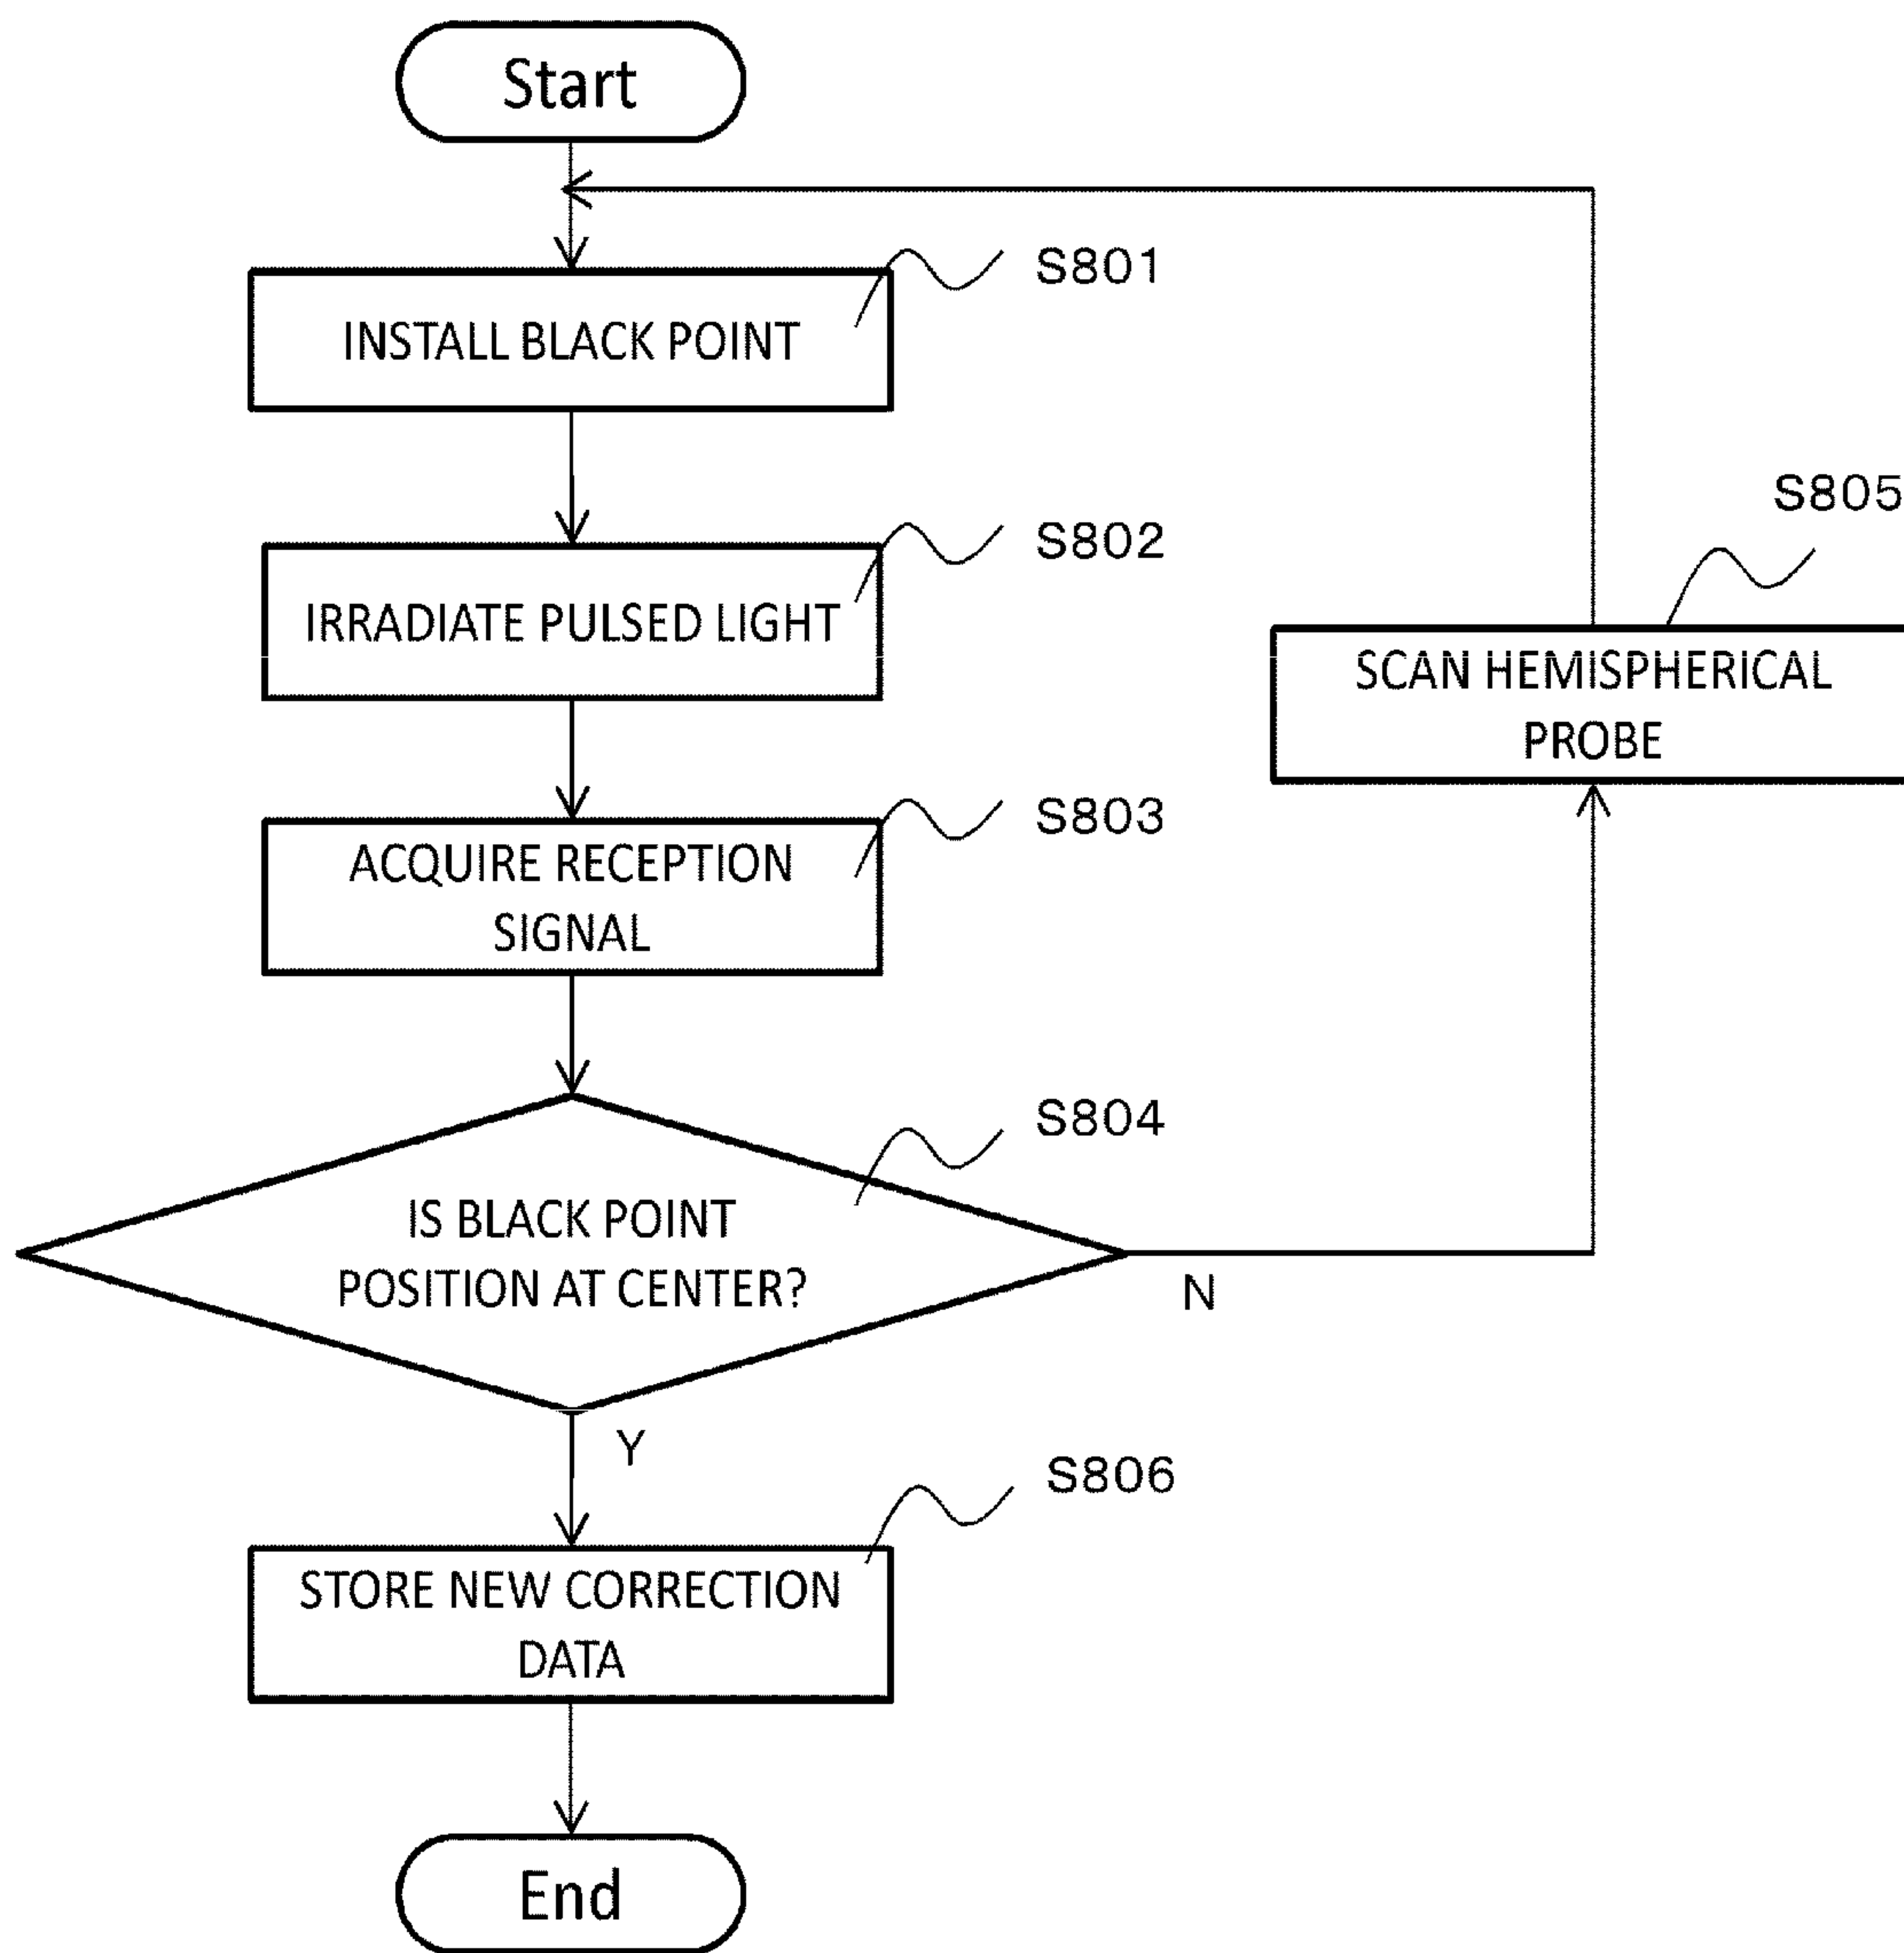 Start
S801
INSTALL BLACK POINT
S802
IRRADIATE PULSED LIGHT
S803
ACQUIRE RECEPTION
SIGNAL
S804
IS BLACK POINT
POSITION AT CENTER?
N
S805
SCAN HEMISPHERICAL
PROBE
Y
S806
STORE NEW CORRECTION
DATA
End